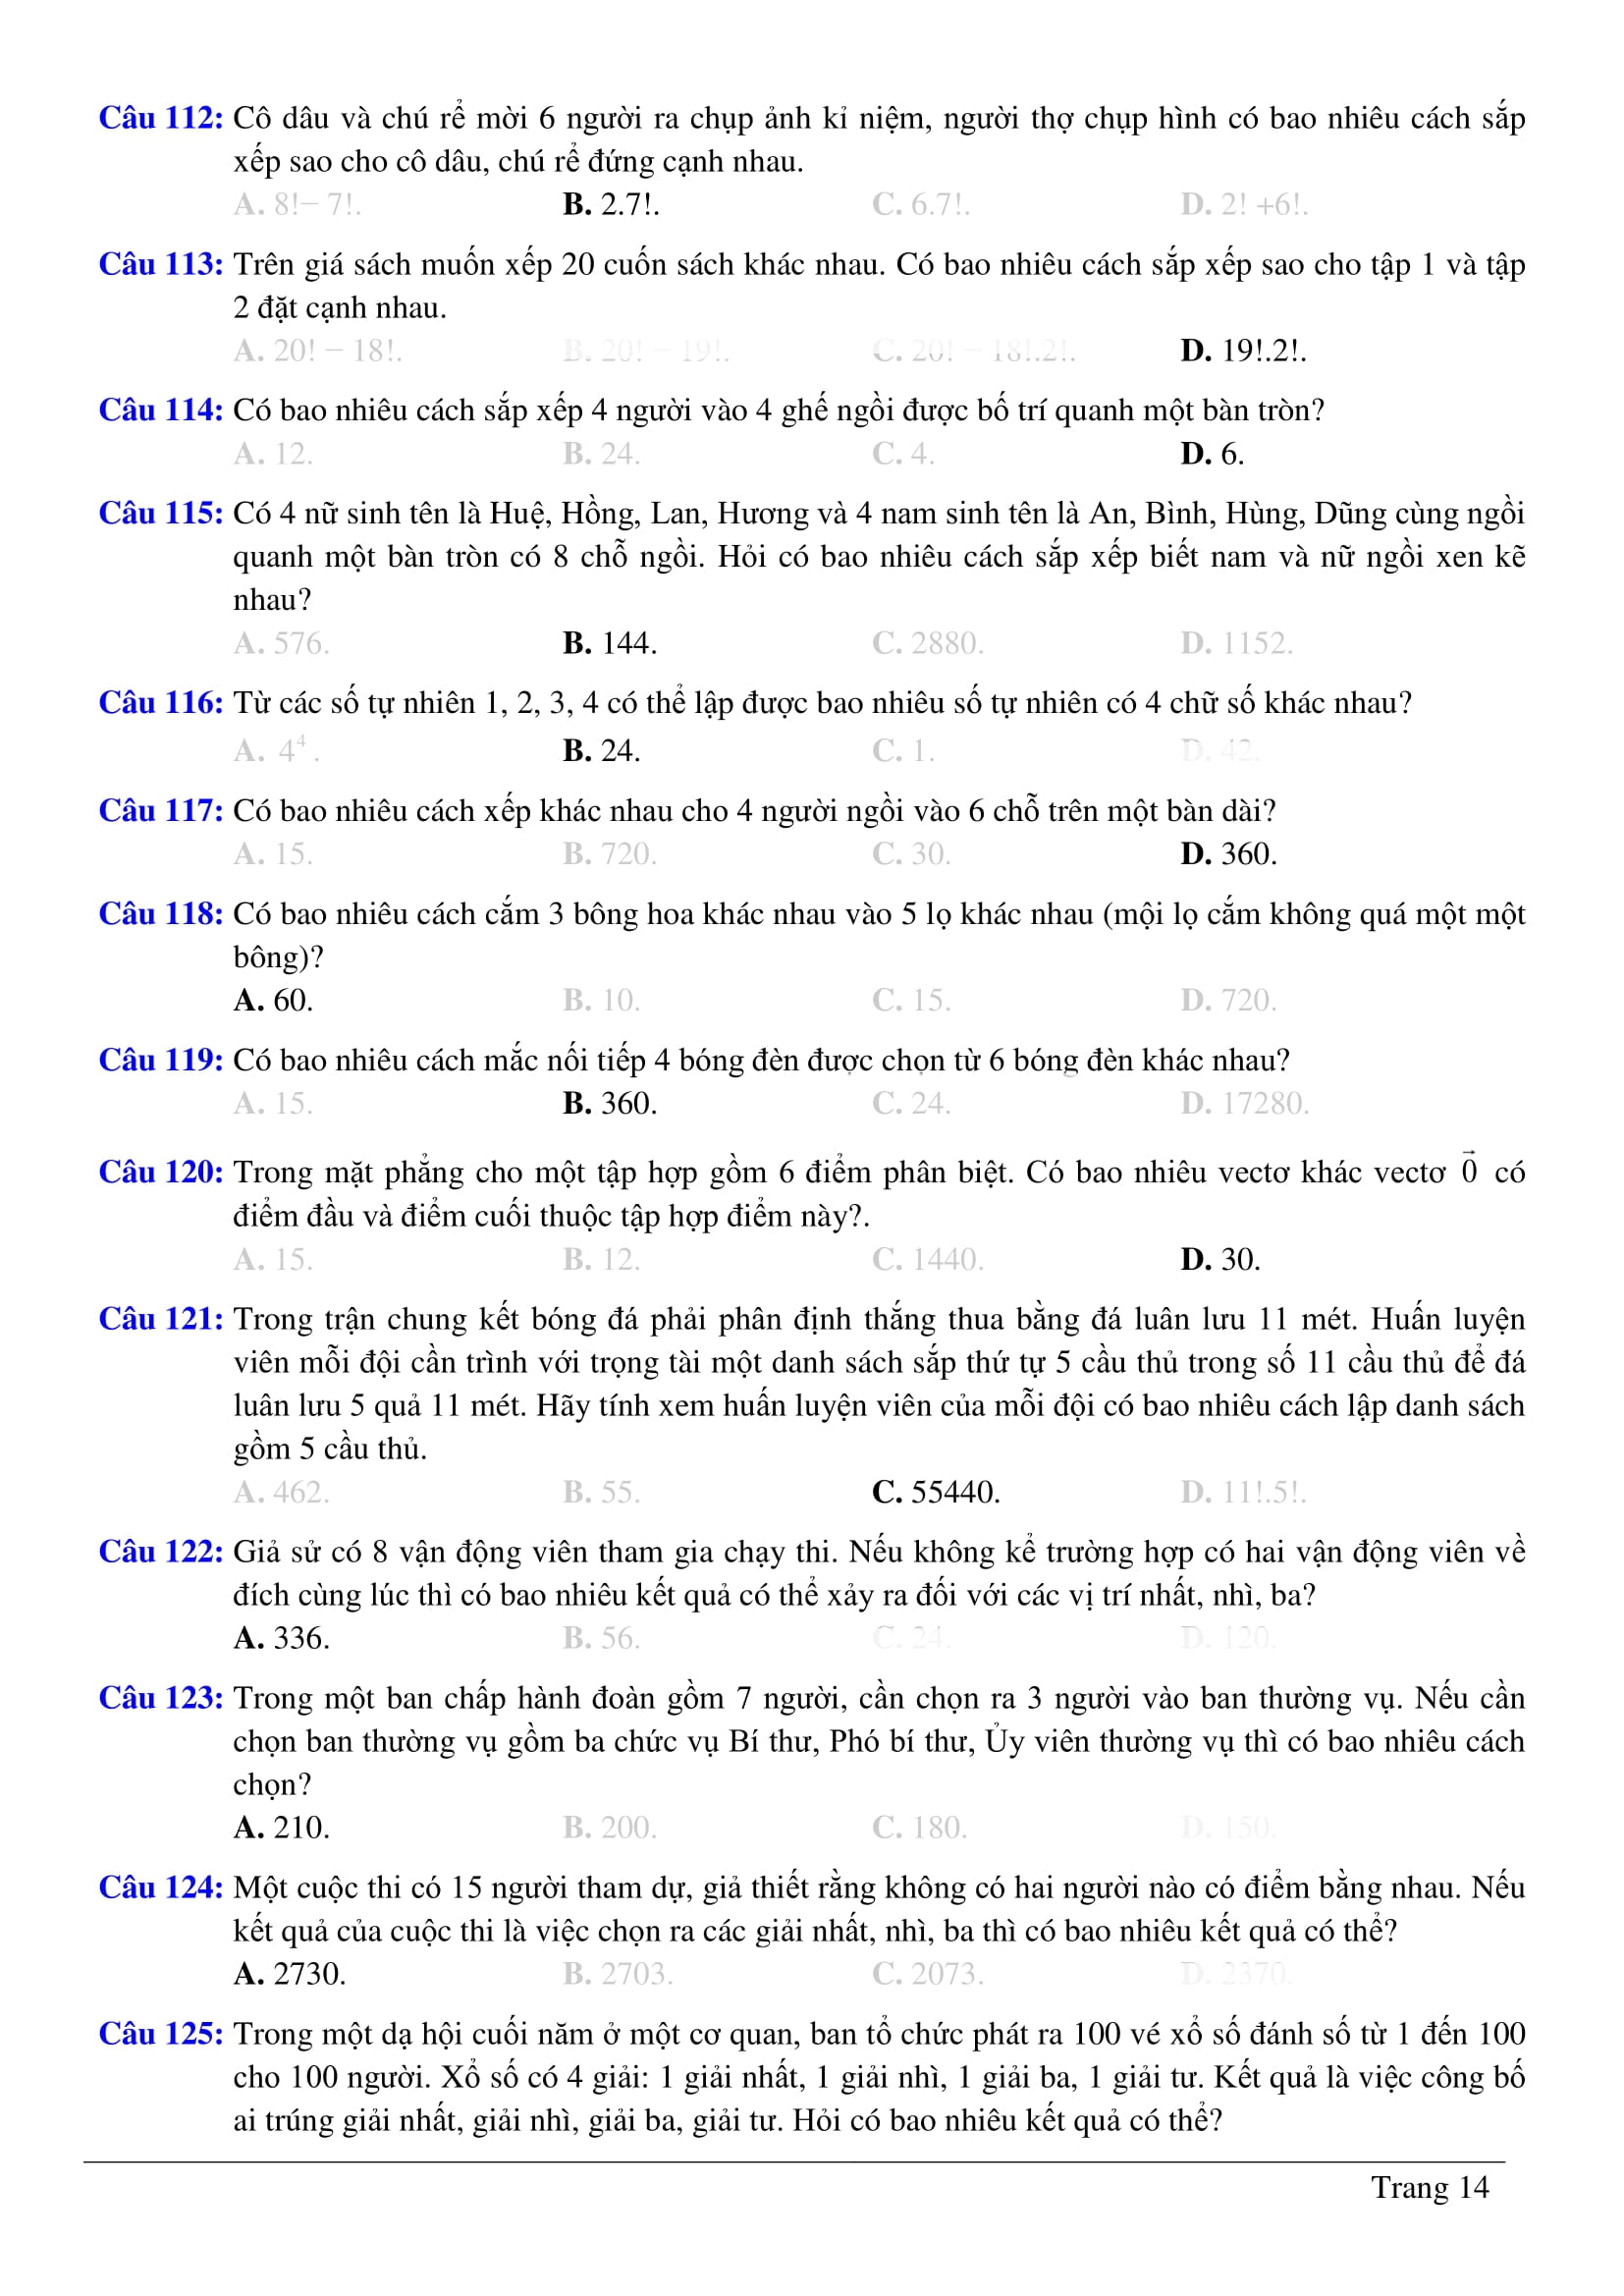 Câu 112: Cô dâu và chú rể mời 6 người ra chụp ảnh kỉ niệm, người thợ chụp hình có bao nhiêu cách sắp
xếp sao cho cô dâu, chú rể đứng cạnh nhau.
A. 8!− 7!. B. 2.7!. C. 6.7!. D. 2! +6!.
Câu 113: Trên giá sách muốn xếp 20 cuốn sách khác nhau. Có bao nhiêu cách sắp xếp sao cho tập 1 và tập
2 đặt cạnh nhau.
A. 20! − 18!. B. 20! − 19!. C. 20! − 18!.2!. D. 19!.2!.
Câu 114: Có bao nhiêu cách sắp xếp 4 người vào 4 ghế ngồi được bố trí quanh một bàn tròn?
A. 12. B. 24. C. 4. D. 6.
Câu 115: Có 4 nữ sinh tên là Huệ, Hồng, Lan, Hương và 4 nam sinh tên là An, Bình, Hùng, Dũng cùng ngồi
quanh một bàn tròn có 8 chỗ ngồi. Hỏi có bao nhiêu cách sắp xếp biết nam và nữ ngồi xen kẽ
nhau?
A. 576. B. 144. C. 2880. D. 1152.
Câu 116: Từ các số tự nhiên 1, 2, 3, 4 có thể lập được bao nhiêu số tự nhiên có 4 chữ số khác nhau?
A. 4⁴ . B. 24. C. 1. D. 42.
Câu 117: Có bao nhiêu cách xếp khác nhau cho 4 người ngồi vào 6 chỗ trên một bàn dài?
A. 15. B. 720. C. 30. D. 360.
Câu 118: Có bao nhiêu cách cắm 3 bông hoa khác nhau vào 5 lọ khác nhau (mội lọ cắm không quá một một
bông)?
A. 60. B. 10. C. 15. D. 720.
Câu 119: Có bao nhiêu cách mắc nối tiếp 4 bóng đèn được chọn từ 6 bóng đèn khác nhau?
A. 15. B. 360. C. 24. D. 17280.
Câu 120: Trong mặt phẳng cho một tập hợp gồm 6 điểm phân biệt. Có bao nhiêu vectơ khác vectơ 0⃗ có
điểm đầu và điểm cuối thuộc tập hợp điểm này?.
A. 15. B. 12. C. 1440. D. 30.
Câu 121: Trong trận chung kết bóng đá phải phân định thắng thua bằng đá luân lưu 11 mét. Huấn luyện
viên mỗi đội cần trình với trọng tài một danh sách sắp thứ tự 5 cầu thủ trong số 11 cầu thủ để đá
luân lưu 5 quả 11 mét. Hãy tính xem huấn luyện viên của mỗi đội có bao nhiêu cách lập danh sách
gồm 5 cầu thủ.
A. 462. B. 55. C. 55440. D. 11!.5!.
Câu 122: Giả sử có 8 vận động viên tham gia chạy thi. Nếu không kể trường hợp có hai vận động viên về
đích cùng lúc thì có bao nhiêu kết quả có thể xảy ra đối với các vị trí nhất, nhì, ba?
A. 336. B. 56. C. 24. D. 120.
Câu 123: Trong một ban chấp hành đoàn gồm 7 người, cần chọn ra 3 người vào ban thường vụ. Nếu cần
chọn ban thường vụ gồm ba chức vụ Bí thư, Phó bí thư, Ủy viên thường vụ thì có bao nhiêu cách
chọn?
A. 210. B. 200. C. 180. D. 150.
Câu 124: Một cuộc thi có 15 người tham dự, giả thiết rằng không có hai người nào có điểm bằng nhau. Nếu
kết quả của cuộc thi là việc chọn ra các giải nhất, nhì, ba thì có bao nhiêu kết quả có thể?
A. 2730. B. 2703. C. 2073. D. 2370.
Câu 125: Trong một dạ hội cuối năm ở một cơ quan, ban tổ chức phát ra 100 vé xổ số đánh số từ 1 đến 100
cho 100 người. Xổ số có 4 giải: 1 giải nhất, 1 giải nhì, 1 giải ba, 1 giải tư. Kết quả là việc công bố
ai trúng giải nhất, giải nhì, giải ba, giải tư. Hỏi có bao nhiêu kết quả có thể?
Trang 14